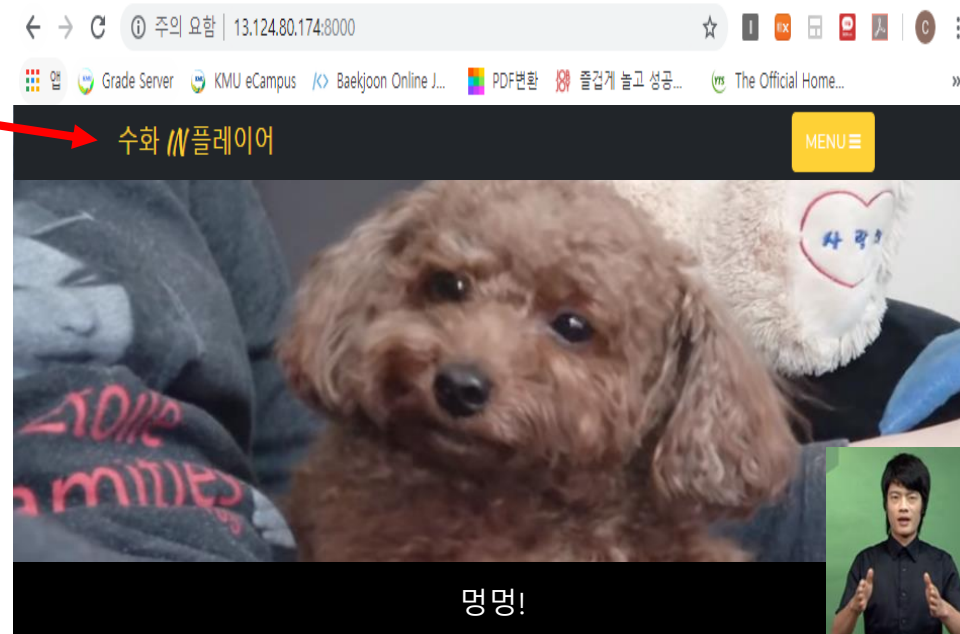 주의 요함 | 13.124.80.174:8000
앱 Grade Server KMU eCampus Baekjoon Online J... PDF변환 즐겁게 놀고 성공... The Official Home...
수화 IN플레이어
MENU
멍멍!